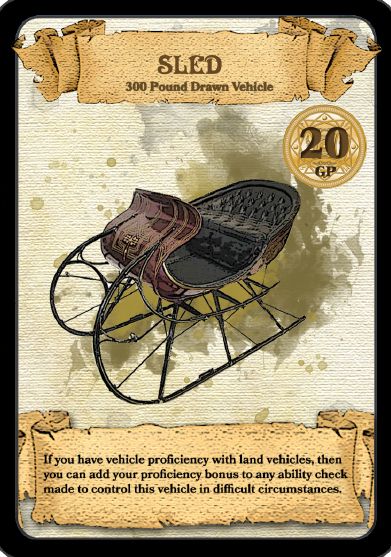 SLED
300 Pound Drawn Vehicle
20
GP
If you have vehicle proficiency with land vehicles, then
you can add your proficiency bonus to any ability check
made to control this vehicle in difficult circumstances.